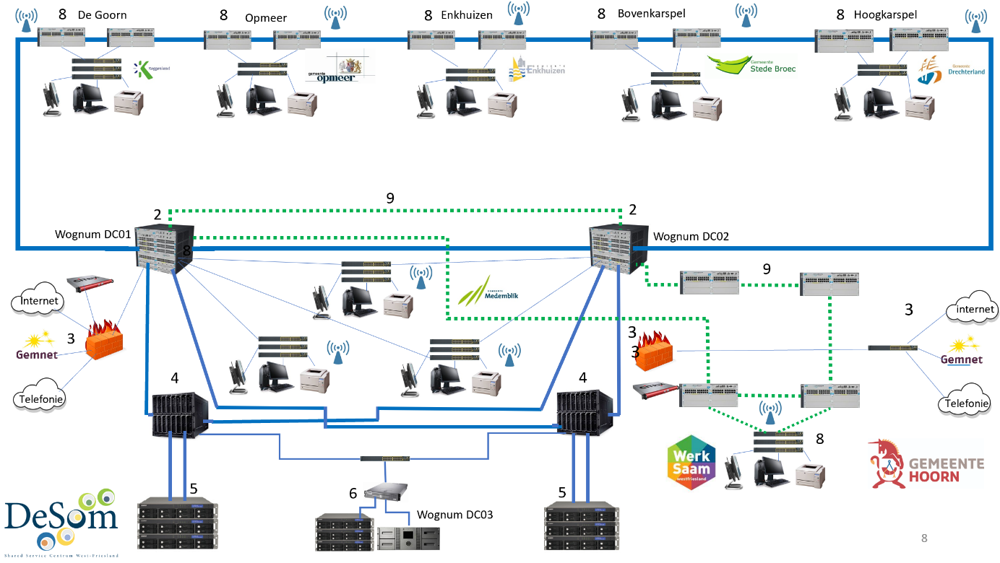 8 De Goorn
8 Opmeer
8 Enkhuizen
8 Bovenkarspel
8 Hoogkarspel
Koggenland
gemeente
opmeer
GEMEENTE
Enkhuizen
Gemeente
Stede Broec
Gemeente
Drechterland
9
2
2
Wognum DC01
Wognum DC02
8
9
GEMEENTE
Medemblik
Internet
3
Gemnet
Telefonie
3
3
3
internet
Gemnet
Telefonie
4
4
CITRIX
8
Werk
Saam
westfriesland
GEMEENTE
HOORN
5
6
5
Wognum DC03
DeSom
Shared Service Centrum West-Friesland
8